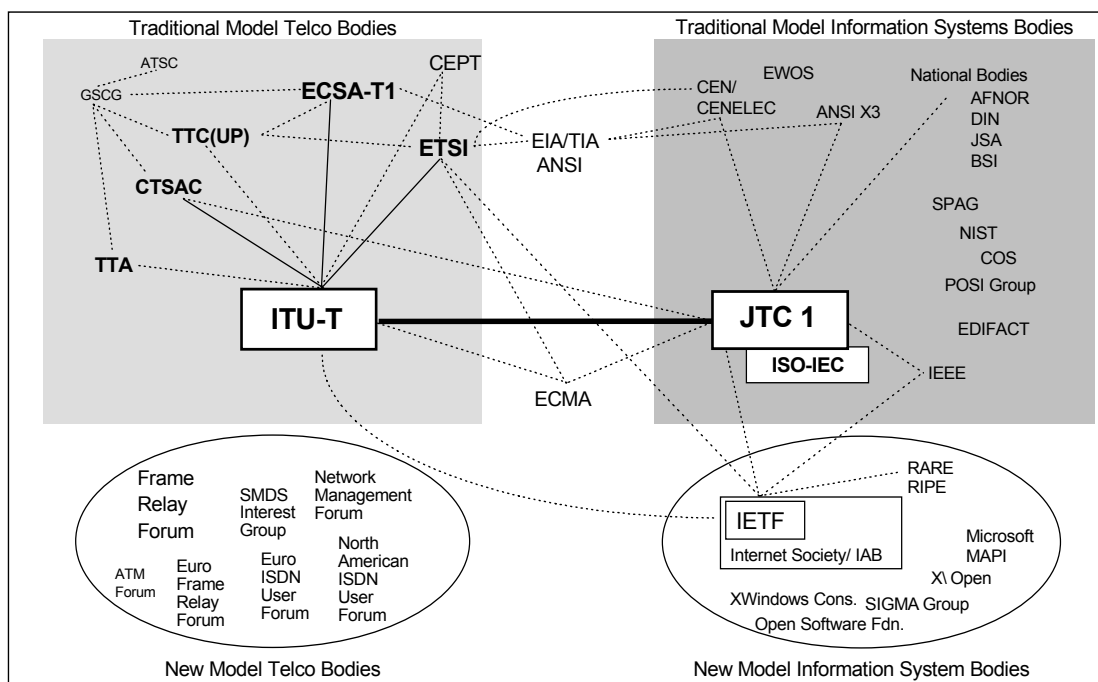 Traditional Model Telco Bodies
ATSC
GSCG
CEPT
ECSA-T1
TTC(UP)
ETSI
CTSAC
TTA
ITU-T
EIA/TIA
ANSI
ECMA
Traditional Model Information Systems Bodies
CEN/
CENELEC
EWOS
ANSI X3
National Bodies
AFNOR
DIN
JSA
BSI
SPAG
NIST
COS
POSI Group
EDIFACT
JTC 1
ISO-IEC
IEEE
Frame
Relay
Forum
SMDS
Interest
Group
Network
Management
Forum
ATM
Forum
Euro
Frame
Relay
Forum
Euro
ISDN
User
Forum
North
American
ISDN
User
Forum
New Model Telco Bodies
RARE
RIPE
IETF
Internet Society/ IAB
Microsoft
MAPI
X\ Open
XWindows Cons.
SIGMA Group
Open Software Fdn.
New Model Information System Bodies